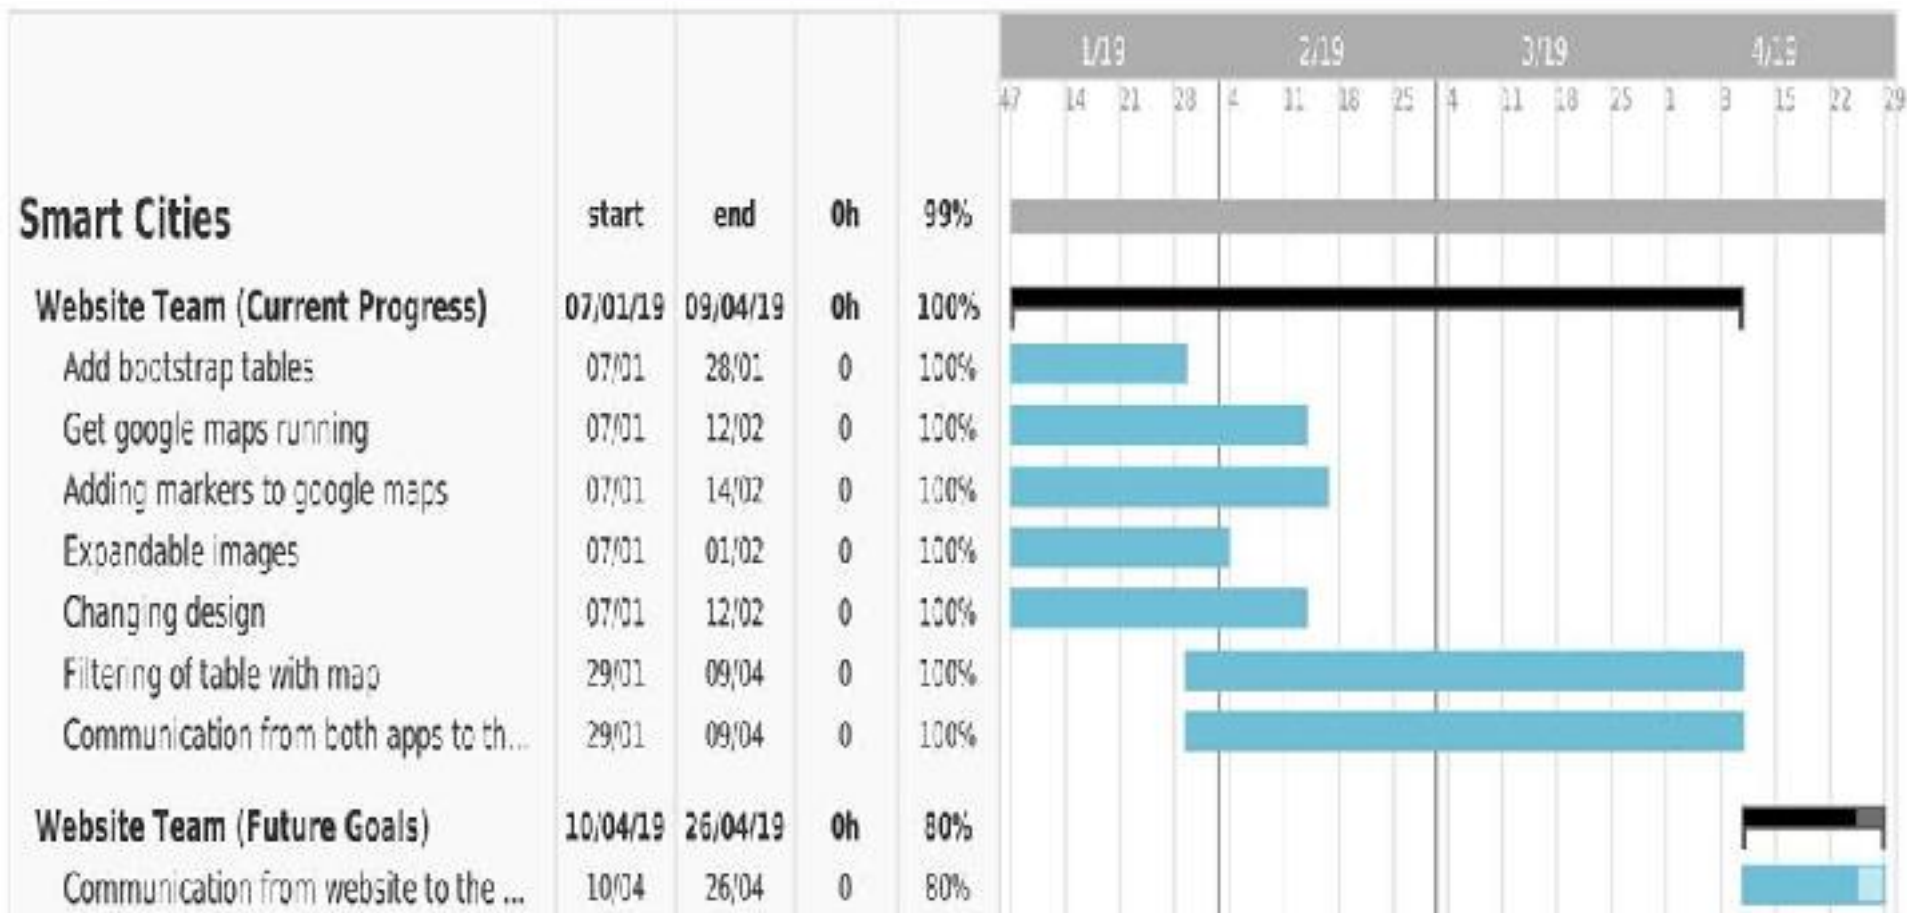 1/19 2/19 3/19 4/19
47 14 21 28 4 11 18 25 4 11 18 25 1 8 15 22 29
Smart Cities start end 0h 99%
Website Team (Current Progress) 07/01/19 09/04/19 0h 100%
Add bootstrap tables 07/01 28/01 0 100%
Get google maps running 07/01 12/02 0 100%
Adding markers to google maps 07/01 14/02 0 100%
Expandable images 07/01 01/02 0 100%
Changing design 07/01 12/02 0 100%
Filtering of table with map 29/01 09/04 0 100%
Communication from both apps to th... 29/01 09/04 0 100%
Website Team (Future Goals) 10/04/19 26/04/19 0h 80%
Communication from website to the ... 10/04 26/04 0 80%